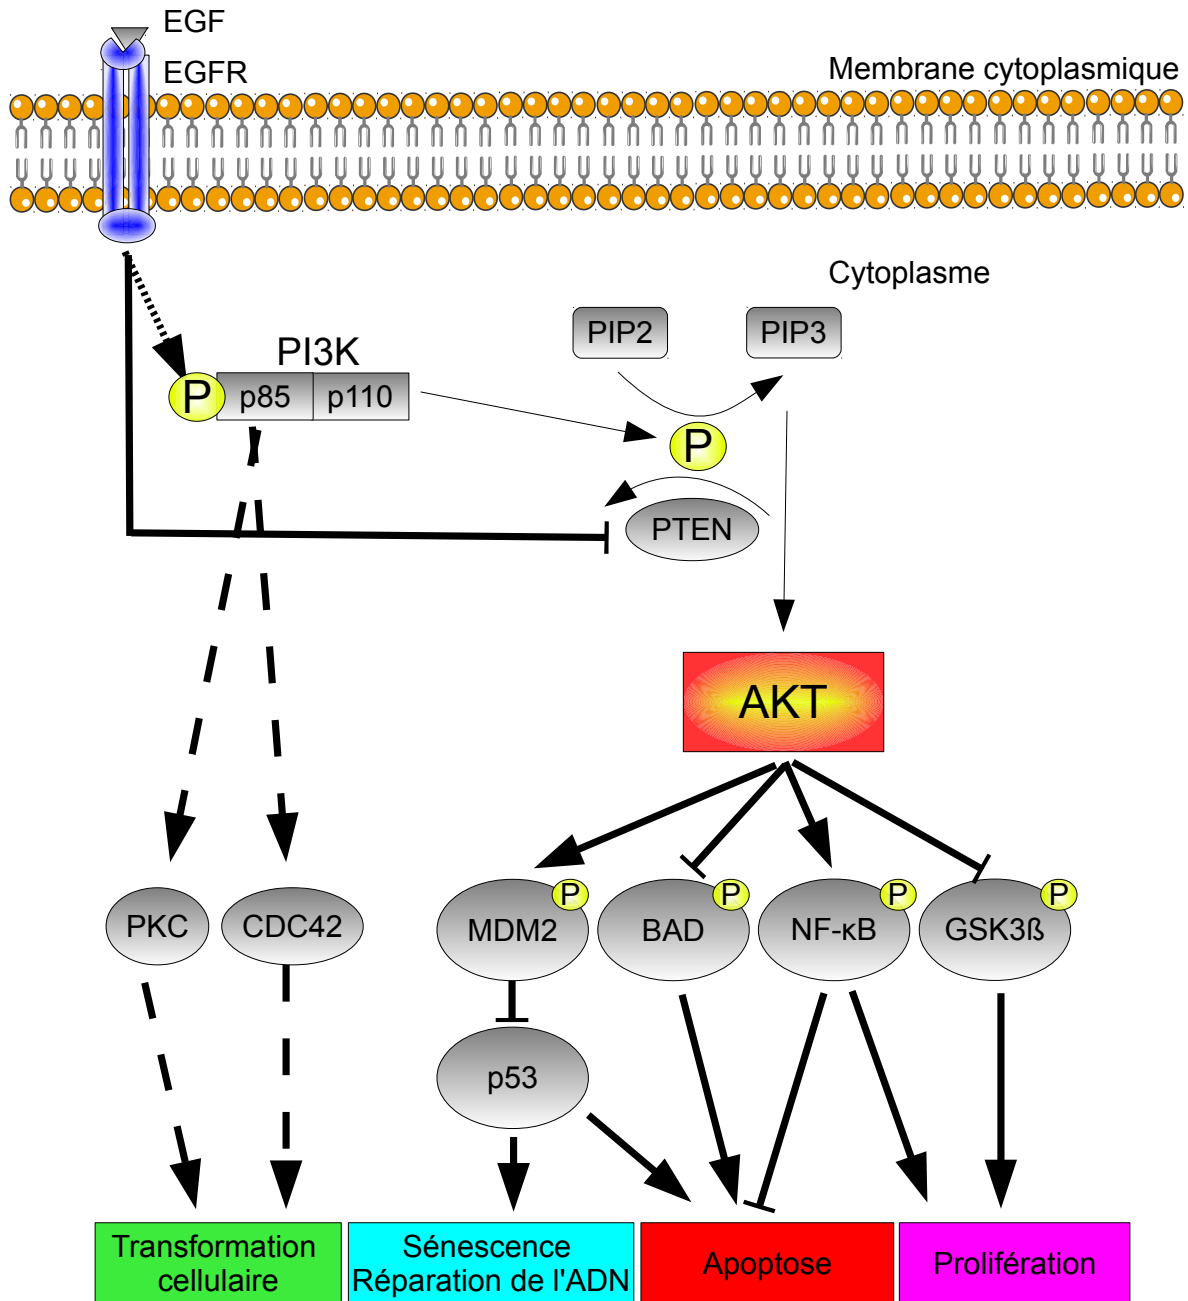 EGF
EGFR
Membrane cytoplasmique
Cytoplasme
PIP2
PIP3
PI3K
P
p85
p110
P
PTEN
AKT
P
P
P
P
PKC
CDC42
MDM2
BAD
NF-κB
GSK3ß
p53
Transformation
cellulaire
Sénescence
Réparation de l'ADN
Apoptose
Prolifération